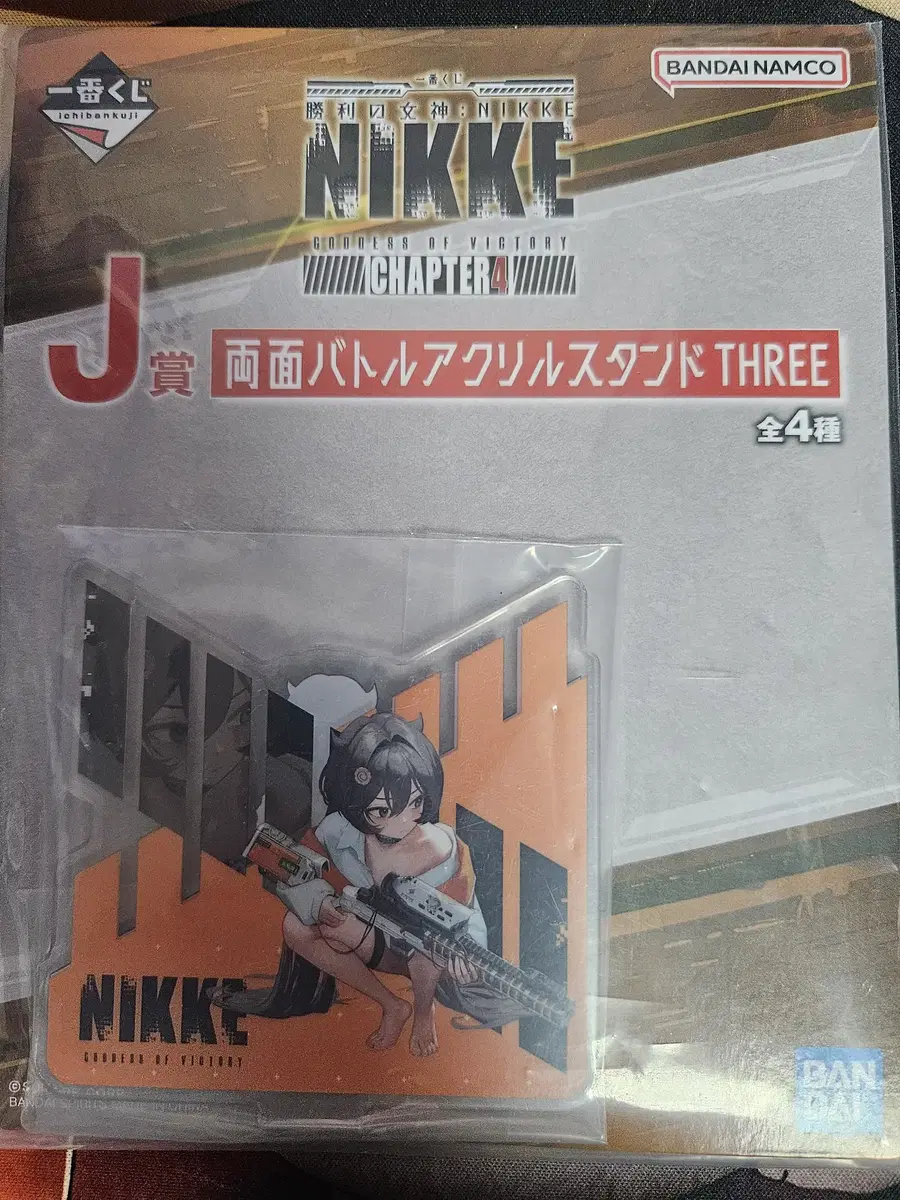 一番くじ
ichibankuji
BANDAI NAMCO
一番くじ
勝利の女神:NIKKE
NIKKE
GODDESS OF VICTORY
CHAPTER4
J賞
両面バトルアクリルスタンド THREE
全4種
NIKKE
GODDESS OF VICTORY
BAN
DAI